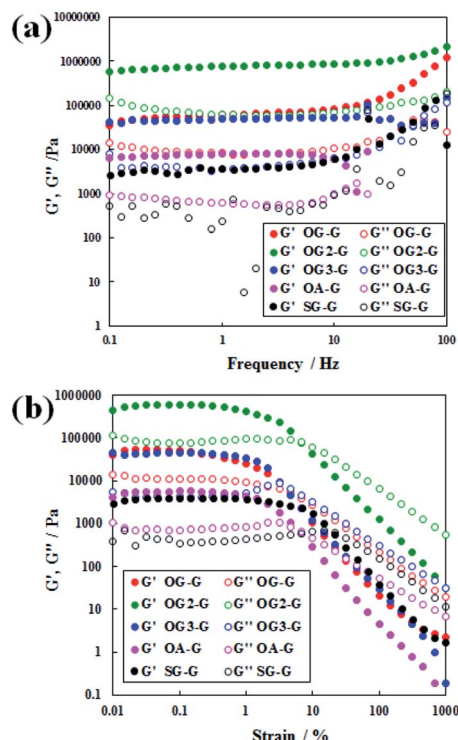 (a)
G', G'' /Pa
1000000
100000
10000
1000
100
10
1
0.1 1 10 100
Frequency / Hz
G' OG-G G'' OG-G
G' OG2-G G'' OG2-G
G' OG3-G G'' OG3-G
G' OA-G G'' OA-G
G' SG-G G'' SG-G
(b)
G', G'' / Pa
1000000
100000
10000
1000
100
10
1
0.1
0.01 0.1 1 10 100 1000
Strain / %
G' OG-G G'' OG-G
G' OG2-G G'' OG2-G
G' OG3-G G'' OG3-G
G' OA-G G'' OA-G
G' SG-G G'' SG-G